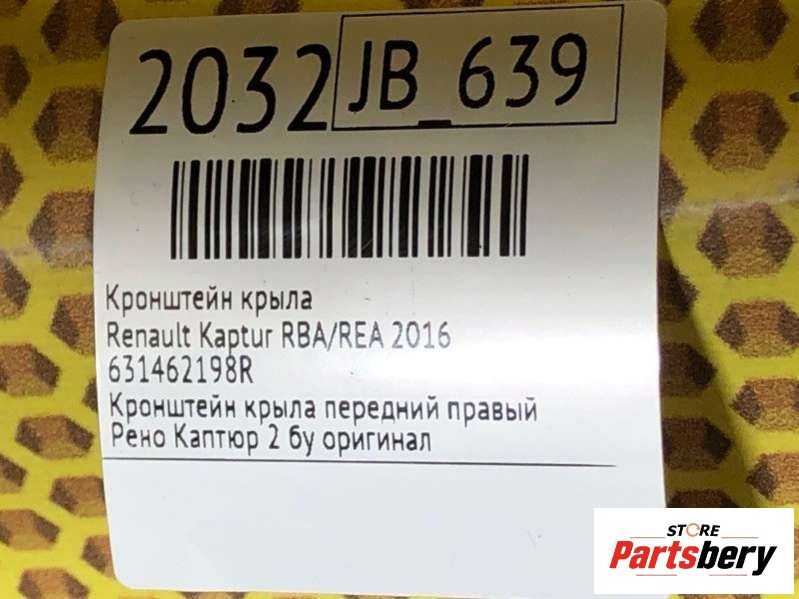 2032 JB_639
Кронштейн крыла
Renault Kaptur RBA/REA 2016
631462198R
Кронштейн крыла передний правый
Рено Каптюр 2 бу оригинал
STORE
Partsbery